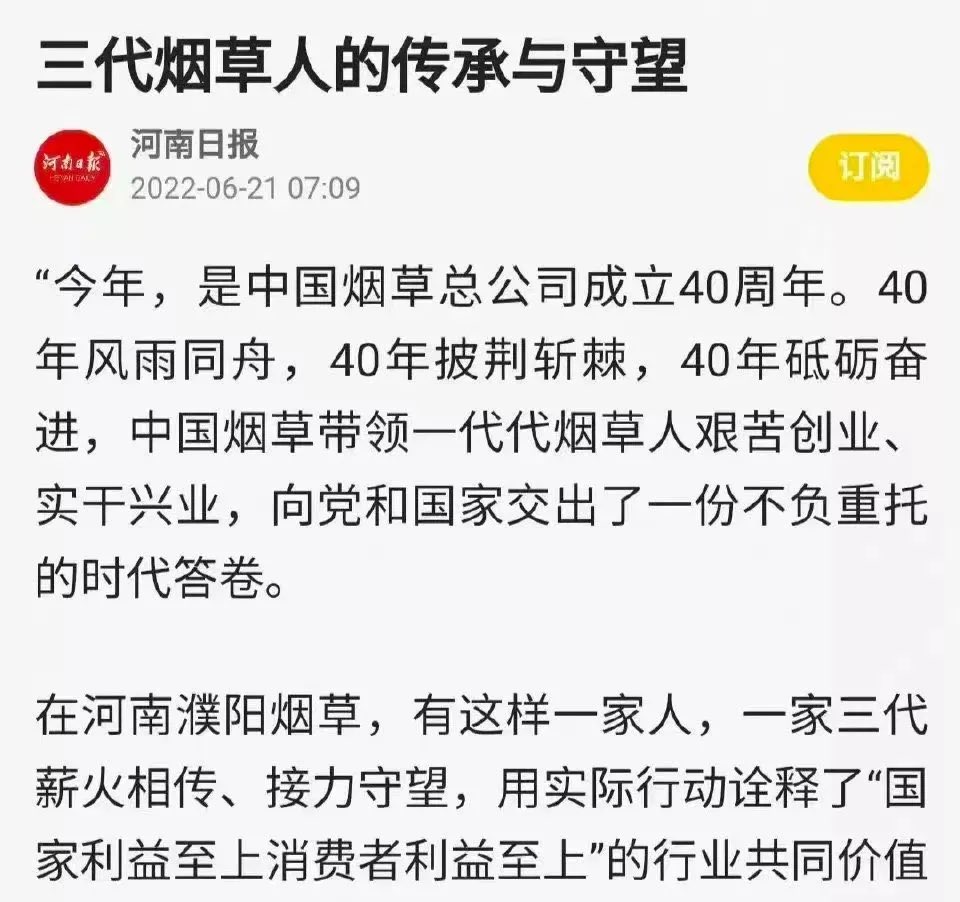 三代烟草人的传承与守望
河南日报
河南日报
HENAN DAILY
2022-06-21 07:09
订阅
“今年，是中国烟草总公司成立40周年。40
年风雨同舟，40年披荆斩棘，40年砥砺奋
进，中国烟草带领一代代烟草人艰苦创业、
实干兴业，向党和国家交出了一份不负重托
的时代答卷。
在河南濮阳烟草，有这样一家人，一家三代
薪火相传、接力守望，用实际行动诠释了“国
家利益至上消费者利益至上”的行业共同价值